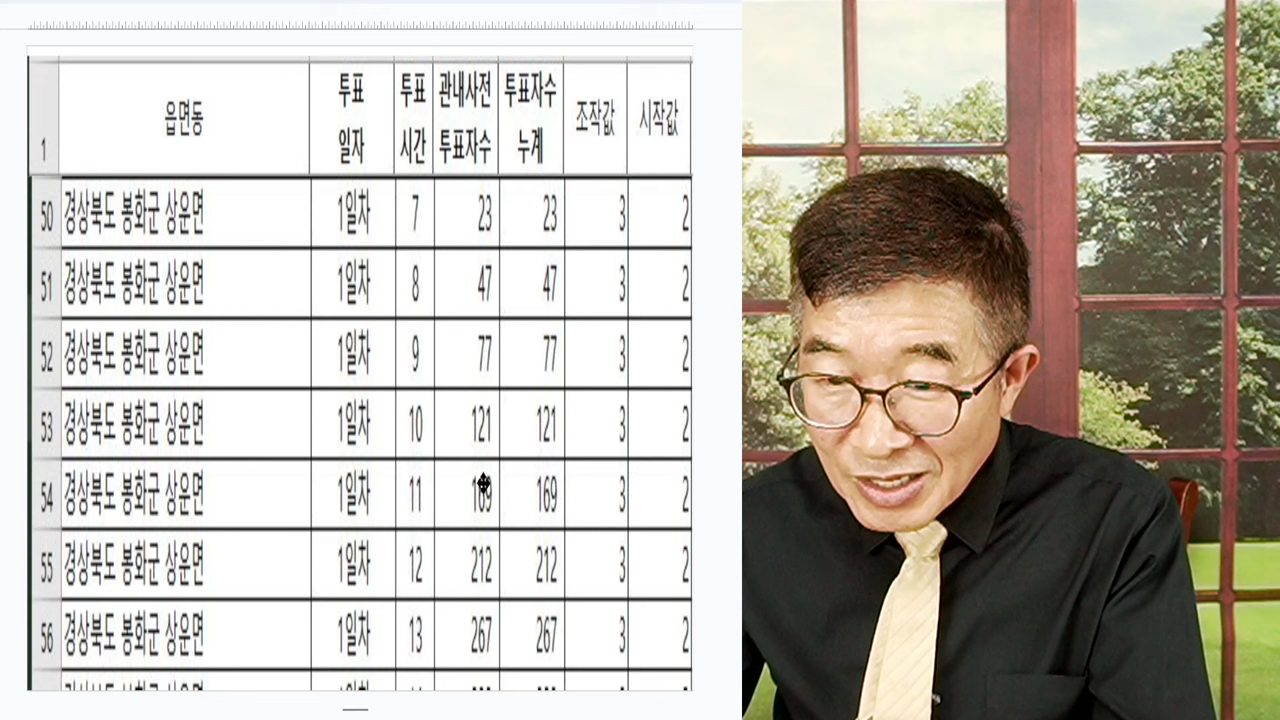 1 읍면동 투표 일자 투표 시간 관내사전 투표자수 투표자수 누계 조작값 시작값
50 경상북도 봉화군 상운면 1일차 7 23 23 3 2
51 경상북도 봉화군 상운면 1일차 8 47 47 3 2
52 경상북도 봉화군 상운면 1일차 9 77 77 3 2
53 경상북도 봉화군 상운면 1일차 10 121 121 3 2
54 경상북도 봉화군 상운면 1일차 11 169 169 3 2
55 경상북도 봉화군 상운면 1일차 12 212 212 3 2
56 경상북도 봉화군 상운면 1일차 13 267 267 3 2